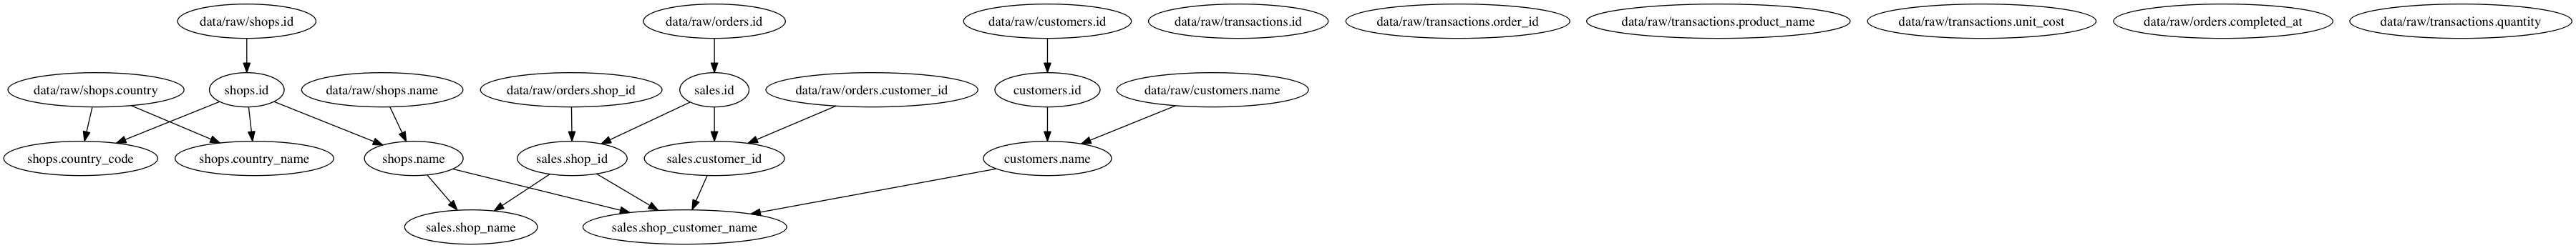 data/raw/shops.id
data/raw/orders.id
data/raw/customers.id
data/raw/transactions.id
data/raw/transactions.order_id
data/raw/transactions.product_name
data/raw/transactions.unit_cost
data/raw/orders.completed_at
data/raw/transactions.quantity
data/raw/shops.country
shops.id
data/raw/shops.name
data/raw/orders.shop_id
sales.id
data/raw/orders.customer_id
customers.id
data/raw/customers.name
shops.country_code
shops.country_name
shops.name
sales.shop_id
sales.customer_id
customers.name
sales.shop_name
sales.shop_customer_name